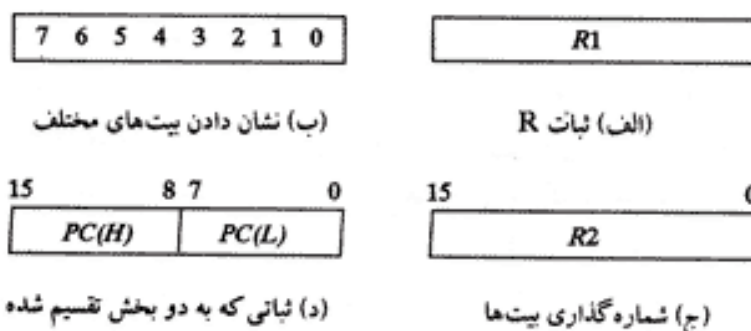 R1
7 6 5 4 3 2 1 0
(الف) ثبات R
(ب) نشان دادن بیت‌های مختلف
15 0
R2
15 8 7 0
PC(H) PC(L)
(ج) شماره گذاری بیت‌ها
(د) ثباتی که به دو بخش تقسیم شده